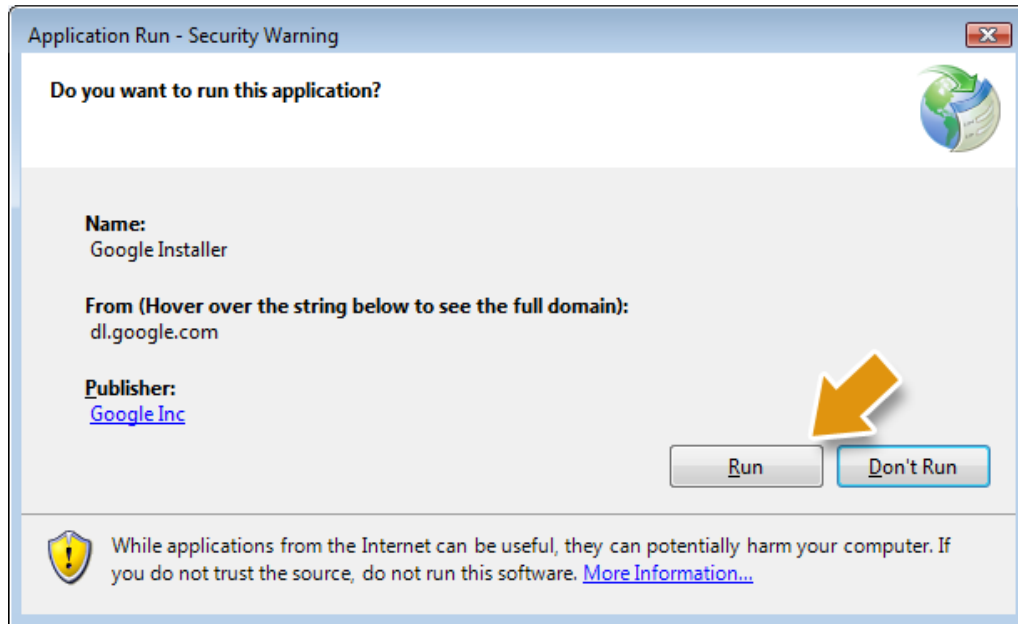 Application Run - Security Warning
Do you want to run this application?
Name:
Google Installer
From (Hover over the string below to see the full domain):
dl.google.com
Publisher:
Google Inc
Run
Don't Run
While applications from the Internet can be useful, they can potentially harm your computer. If
you do not trust the source, do not run this software. More Information...